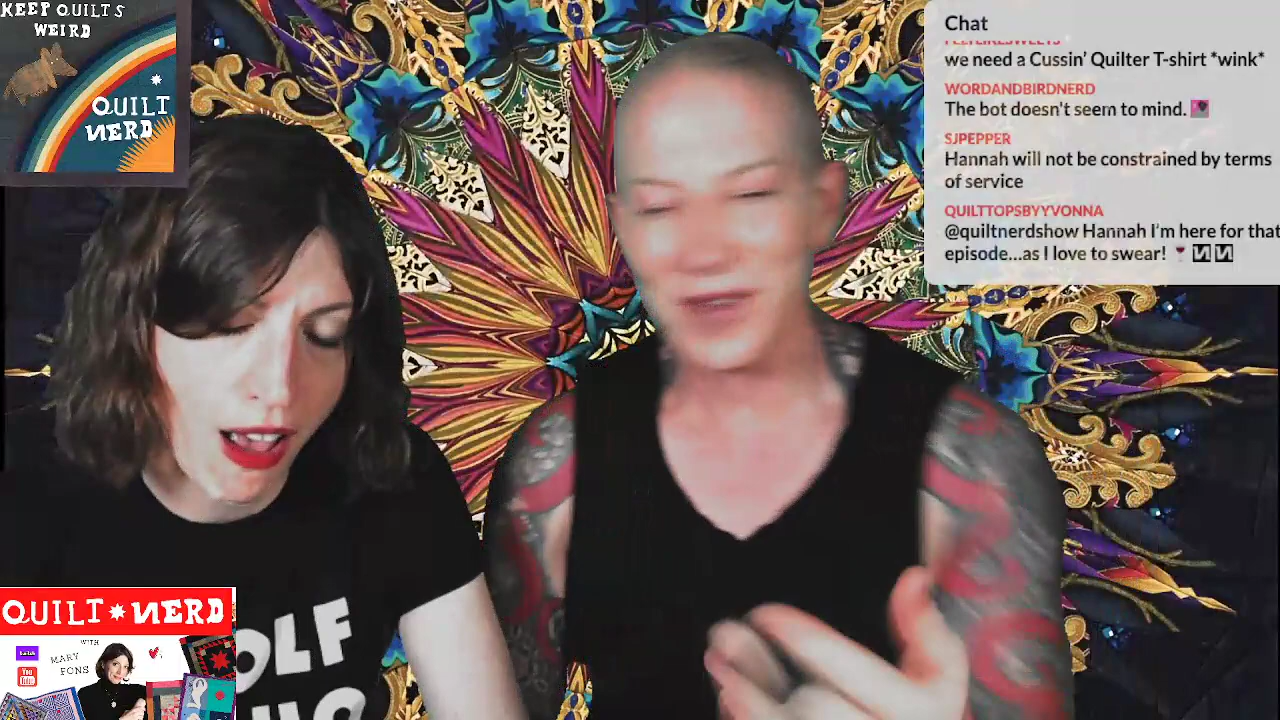 KEEP QUILTS
WEIRD
QUILT
NERD
Chat
we need a Cussin' Quilter T-shirt *wink*
WORDANDBIRDNERD
The bot doesn't seem to mind.
SJPEPPER
Hannah will not be constrained by terms
of service
QUILTTOPSBYYVONNA
@quiltnerdshow Hannah I'm here for that
episode...as I love to swear!
QUILT NERD
WITH
MARY
FONS
OLF